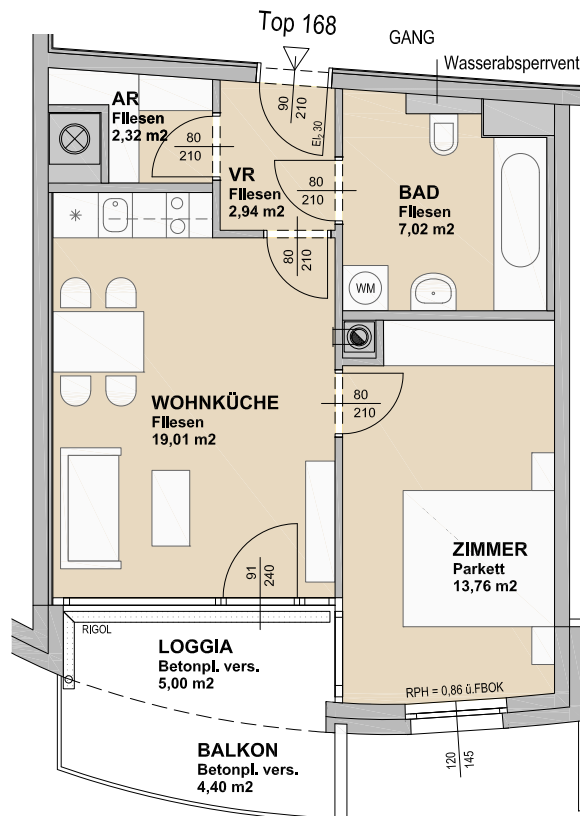 Top 168
GANG
Wasserabsperrvent
AR
Fliesen
2,32 m2
90
210
EI₂ 30
80
210
VR
Fliesen
2,94 m2
80
210
BAD
Fliesen
7,02 m2
80
210
WM
WOHNKÜCHE
Fliesen
19,01 m2
80
210
ZIMMER
Parkett
13,76 m2
91
240
RIGOL
LOGGIA
Betonpl. vers.
5,00 m2
RPH = 0,86 ü.FBOK
BALKON
Betonpl. vers.
4,40 m2
120
145